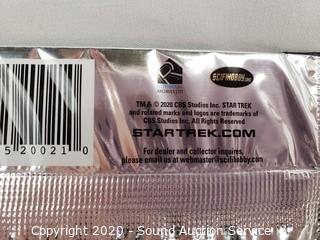 SCIFIHOBBY.COM
TM & © 2020 CBS Studios Inc. STAR TREK
and related marks and logos are trademarks of
CBS Studios Inc. All Rights Reserved
STARTREK.COM
For dealer and collector inquires,
please email us at webmaster@scifihobby.com
52002 1 0
Copyright 2020 - Sound Auction Service